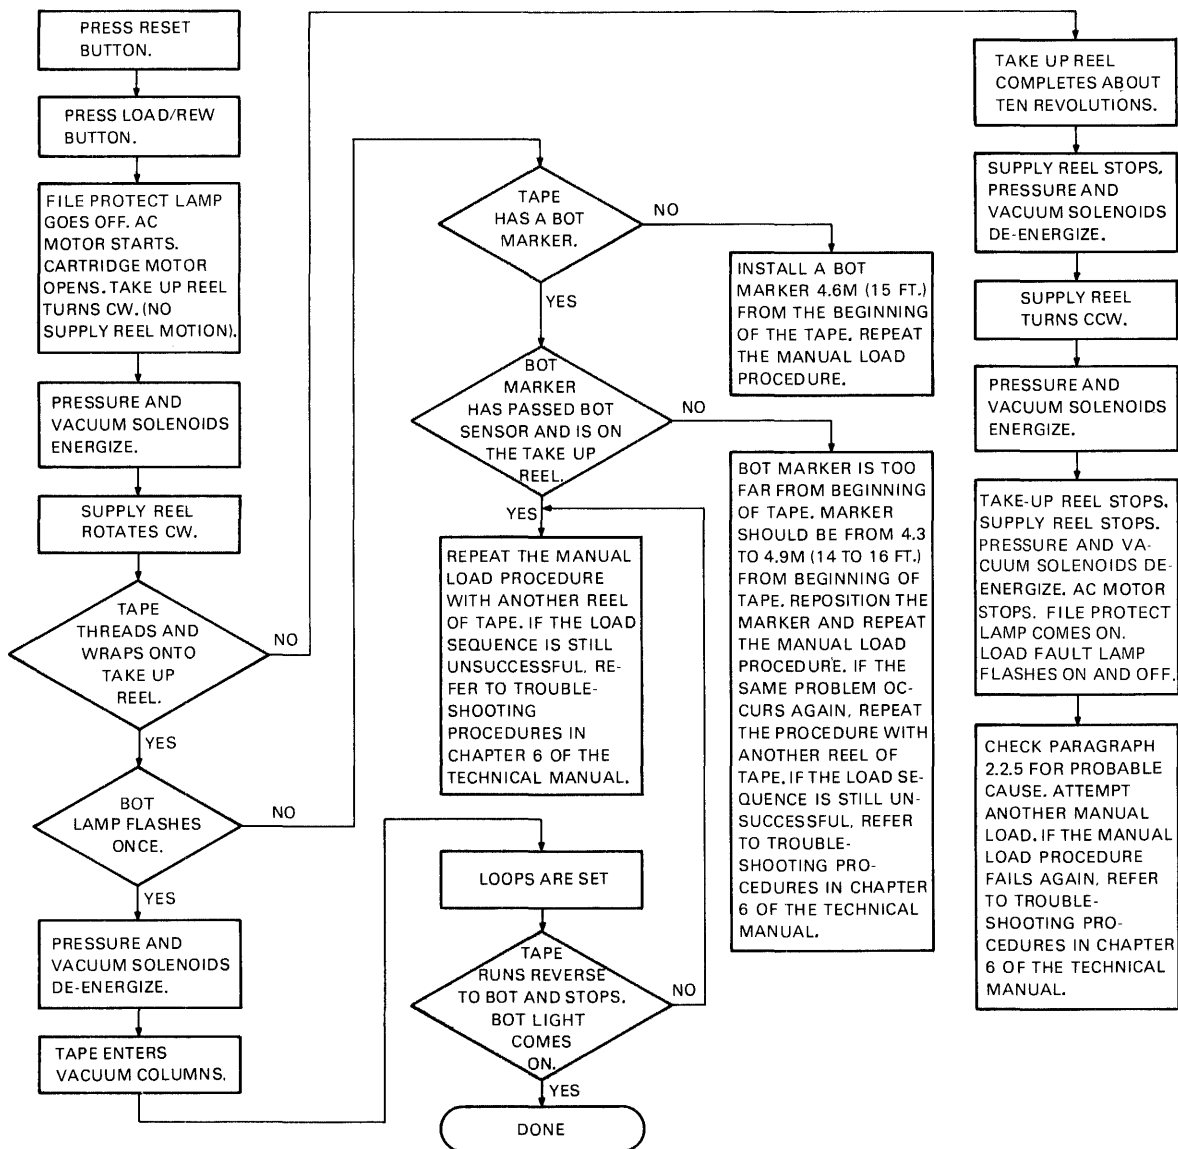 PRESS RESET
BUTTON.
PRESS LOAD/REW
BUTTON.
FILE PROTECT LAMP
GOES OFF. AC
MOTOR STARTS.
CARTRIDGE MOTOR
OPENS. TAKE UP REEL
TURNS CW. (NO
SUPPLY REEL MOTION).
PRESSURE AND
VACUUM SOLENOIDS
ENERGIZE.
SUPPLY REEL
ROTATES CW.
TAPE
THREADS AND
WRAPS ONTO
TAKE UP
REEL.
NO
YES
BOT
LAMP FLASHES
ONCE.
NO
YES
PRESSURE AND
VACUUM SOLENOIDS
DE-ENERGIZE.
TAPE ENTERS
VACUUM COLUMNS.
TAPE
HAS A BOT
MARKER.
NO
YES
INSTALL A BOT
MARKER 4.6M (15 FT.)
FROM THE BEGINNING
OF THE TAPE. REPEAT
THE MANUAL LOAD
PROCEDURE.
BOT
MARKER
HAS PASSED BOT
SENSOR AND IS ON
THE TAKE UP
REEL.
NO
YES
REPEAT THE MANUAL
LOAD PROCEDURE
WITH ANOTHER REEL
OF TAPE. IF THE LOAD
SEQUENCE IS STILL
UNSUCCESSFUL, RE-
FER TO TROUBLE-
SHOOTING
PROCEDURES IN
CHAPTER 6 OF THE
TECHNICAL MANUAL.
BOT MARKER IS TOO
FAR FROM BEGINNING
OF TAPE. MARKER
SHOULD BE FROM 4.3
TO 4.9M (14 TO 16 FT.)
FROM BEGINNING OF
TAPE. REPOSITION THE
MARKER AND REPEAT
THE MANUAL LOAD
PROCEDURE. IF THE
SAME PROBLEM OC-
CURS AGAIN, REPEAT
THE PROCEDURE WITH
ANOTHER REEL OF
TAPE. IF THE LOAD SE-
QUENCE IS STILL UN-
SUCCESSFUL, REFER
TO TROUBLE-
SHOOTING PRO-
CEDURES IN CHAPTER
6 OF THE TECHNICAL
MANUAL.
LOOPS ARE SET
TAPE
RUNS REVERSE
TO BOT AND STOPS.
BOT LIGHT
COMES
ON.
NO
YES
DONE
TAKE UP REEL
COMPLETES ABOUT
TEN REVOLUTIONS.
SUPPLY REEL STOPS.
PRESSURE AND
VACUUM SOLENOIDS
DE-ENERGIZE.
SUPPLY REEL
TURNS CCW.
PRESSURE AND
VACUUM SOLENOIDS
ENERGIZE.
TAKE-UP REEL STOPS.
SUPPLY REEL STOPS.
PRESSURE AND VA-
CUUM SOLENOIDS DE-
ENERGIZE. AC MOTOR
STOPS. FILE PROTECT
LAMP COMES ON.
LOAD FAULT LAMP
FLASHES ON AND OFF.
CHECK PARAGRAPH
2.2.5 FOR PROBABLE
CAUSE. ATTEMPT
ANOTHER MANUAL
LOAD. IF THE MANUAL
LOAD PROCEDURE
FAILS AGAIN, REFER
TO TROUBLE-
SHOOTING PRO-
CEDURES IN CHAPTER
6 OF THE TECHNICAL
MANUAL.